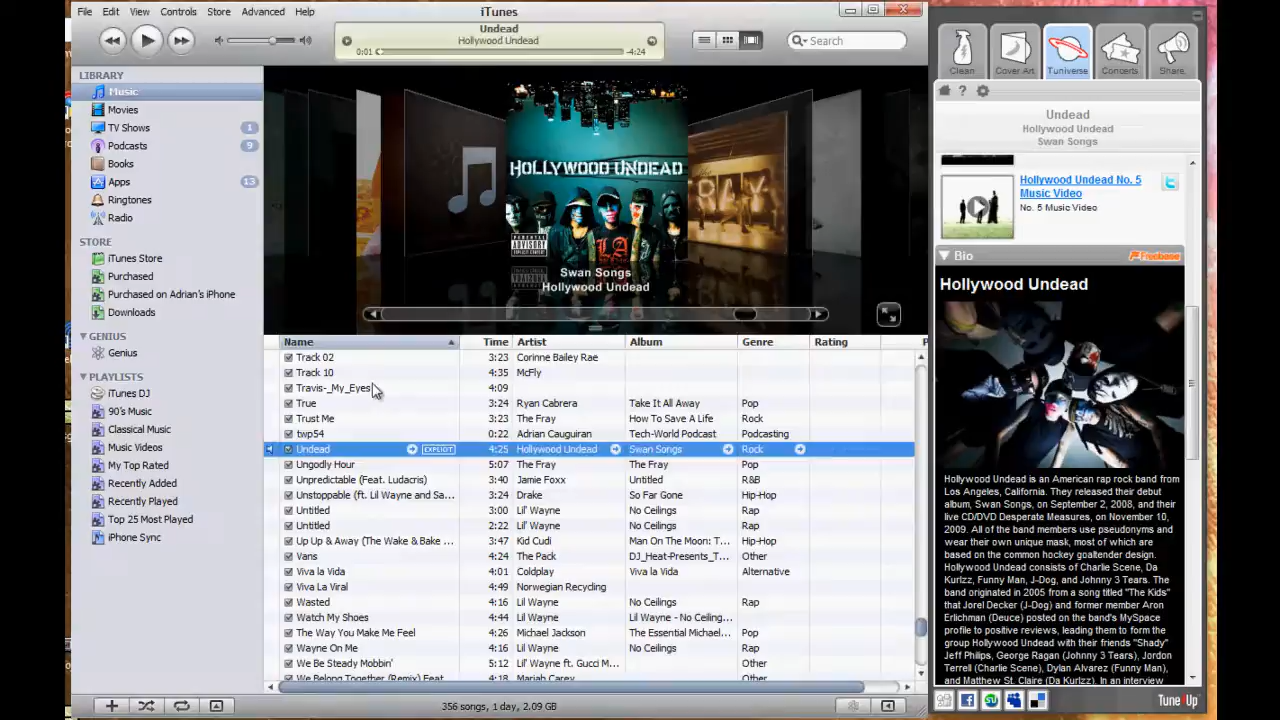 File Edit View Controls Store Advanced Help
iTunes
Undead
Hollywood Undead
0:01 -4:24
Search
LIBRARY
Music
Movies
TV Shows 1
Podcasts 9
Books
Apps 13
Ringtones
Radio
STORE
iTunes Store
Purchased
Purchased on Adrian's iPhone
Downloads
GENIUS
Genius
PLAYLISTS
iTunes DJ
90's Music
Classical Music
Music Videos
My Top Rated
Recently Added
Recently Played
Top 25 Most Played
iPhone Sync
HOLLYWOOD UNDEAD
LA
PARENTAL
ADVISORY
EXPLICIT CONTENT
RAY
Swan Songs
Hollywood Undead
Name Time Artist Album Genre Rating P
Track 02 3:23 Corinne Bailey Rae
Track 10 4:35 McFly
Travis-_My_Eyes 4:09
True 3:24 Ryan Cabrera Take It All Away Pop
Trust Me 3:23 The Fray How To Save A Life Rock
twp54 0:22 Adrian Cauguiran Tech-World Podcast Podcasting
Undead EXPLICIT 4:25 Hollywood Undead Swan Songs Rock
Ungodly Hour 5:07 The Fray The Fray Pop
Unpredictable (Feat. Ludacris) 3:40 Jamie Foxx Untitled R&B
Unstoppable (ft. Lil Wayne and Sa... 3:24 Drake So Far Gone Hip-Hop
Untitled 3:00 Lil' Wayne No Ceilings Rap
Untitled 2:22 Lil' Wayne No Ceilings Rap
Up Up & Away (The Wake & Bake ... 3:47 Kid Cudi Man On The Moon: T... Hip-Hop
Vans 4:24 The Pack DJ_Heat-Presents_T... Other
Viva la Vida 4:01 Coldplay Viva la Vida Alternative
Viva La Viral 4:49 Norwegian Recycling
Wasted 4:16 Lil Wayne No Ceilings Rap
Watch My Shoes 4:44 Lil Wayne Lil Wayne - No Ceiling...
The Way You Make Me Feel 4:26 Michael Jackson The Essential Michael... Pop
Wayne On Me 4:16 Lil Wayne No Ceilings Rap
We Be Steady Mobbin' 5:12 Lil' Wayne ft. Gucci M... Other
We Belong Together (Remix) Feat 4:16 Mariah Carey Other
356 songs, 1 day, 2.09 GB
Clean Cover Art Tuniverse Concerts Share
?
Undead
Hollywood Undead
Swan Songs
Hollywood Undead No. 5
Music Video
No. 5 Music Video
Bio
Freebase
Hollywood Undead
Hollywood Undead is an American rap rock band from
Los Angeles, California. They released their debut
album, Swan Songs, on September 2, 2008, and their
live CD/DVD Desperate Measures, on November 10,
2009. All of the band members use pseudonyms and
wear their own unique mask, most of which are
based on the common hockey goaltender design.
Hollywood Undead consists of Charlie Scene, Da
Kurlzz, Funny Man, J-Dog, and Johnny 3 Tears. The
band originated in 2005 from a song titled "The Kids"
that Jorel Decker (J-Dog) and former member Aron
Erlichman (Deuce) posted on the band's MySpace
profile to positive reviews, leading them to form the
group Hollywood Undead with their friends "Shady"
Jeff Philips, George Ragan (Johnny 3 Tears), Jordon
Terrell (Charlie Scene), Dylan Alvarez (Funny Man),
and Matthew St. Claire (Da Kurlzz). In an interview
TuneUp